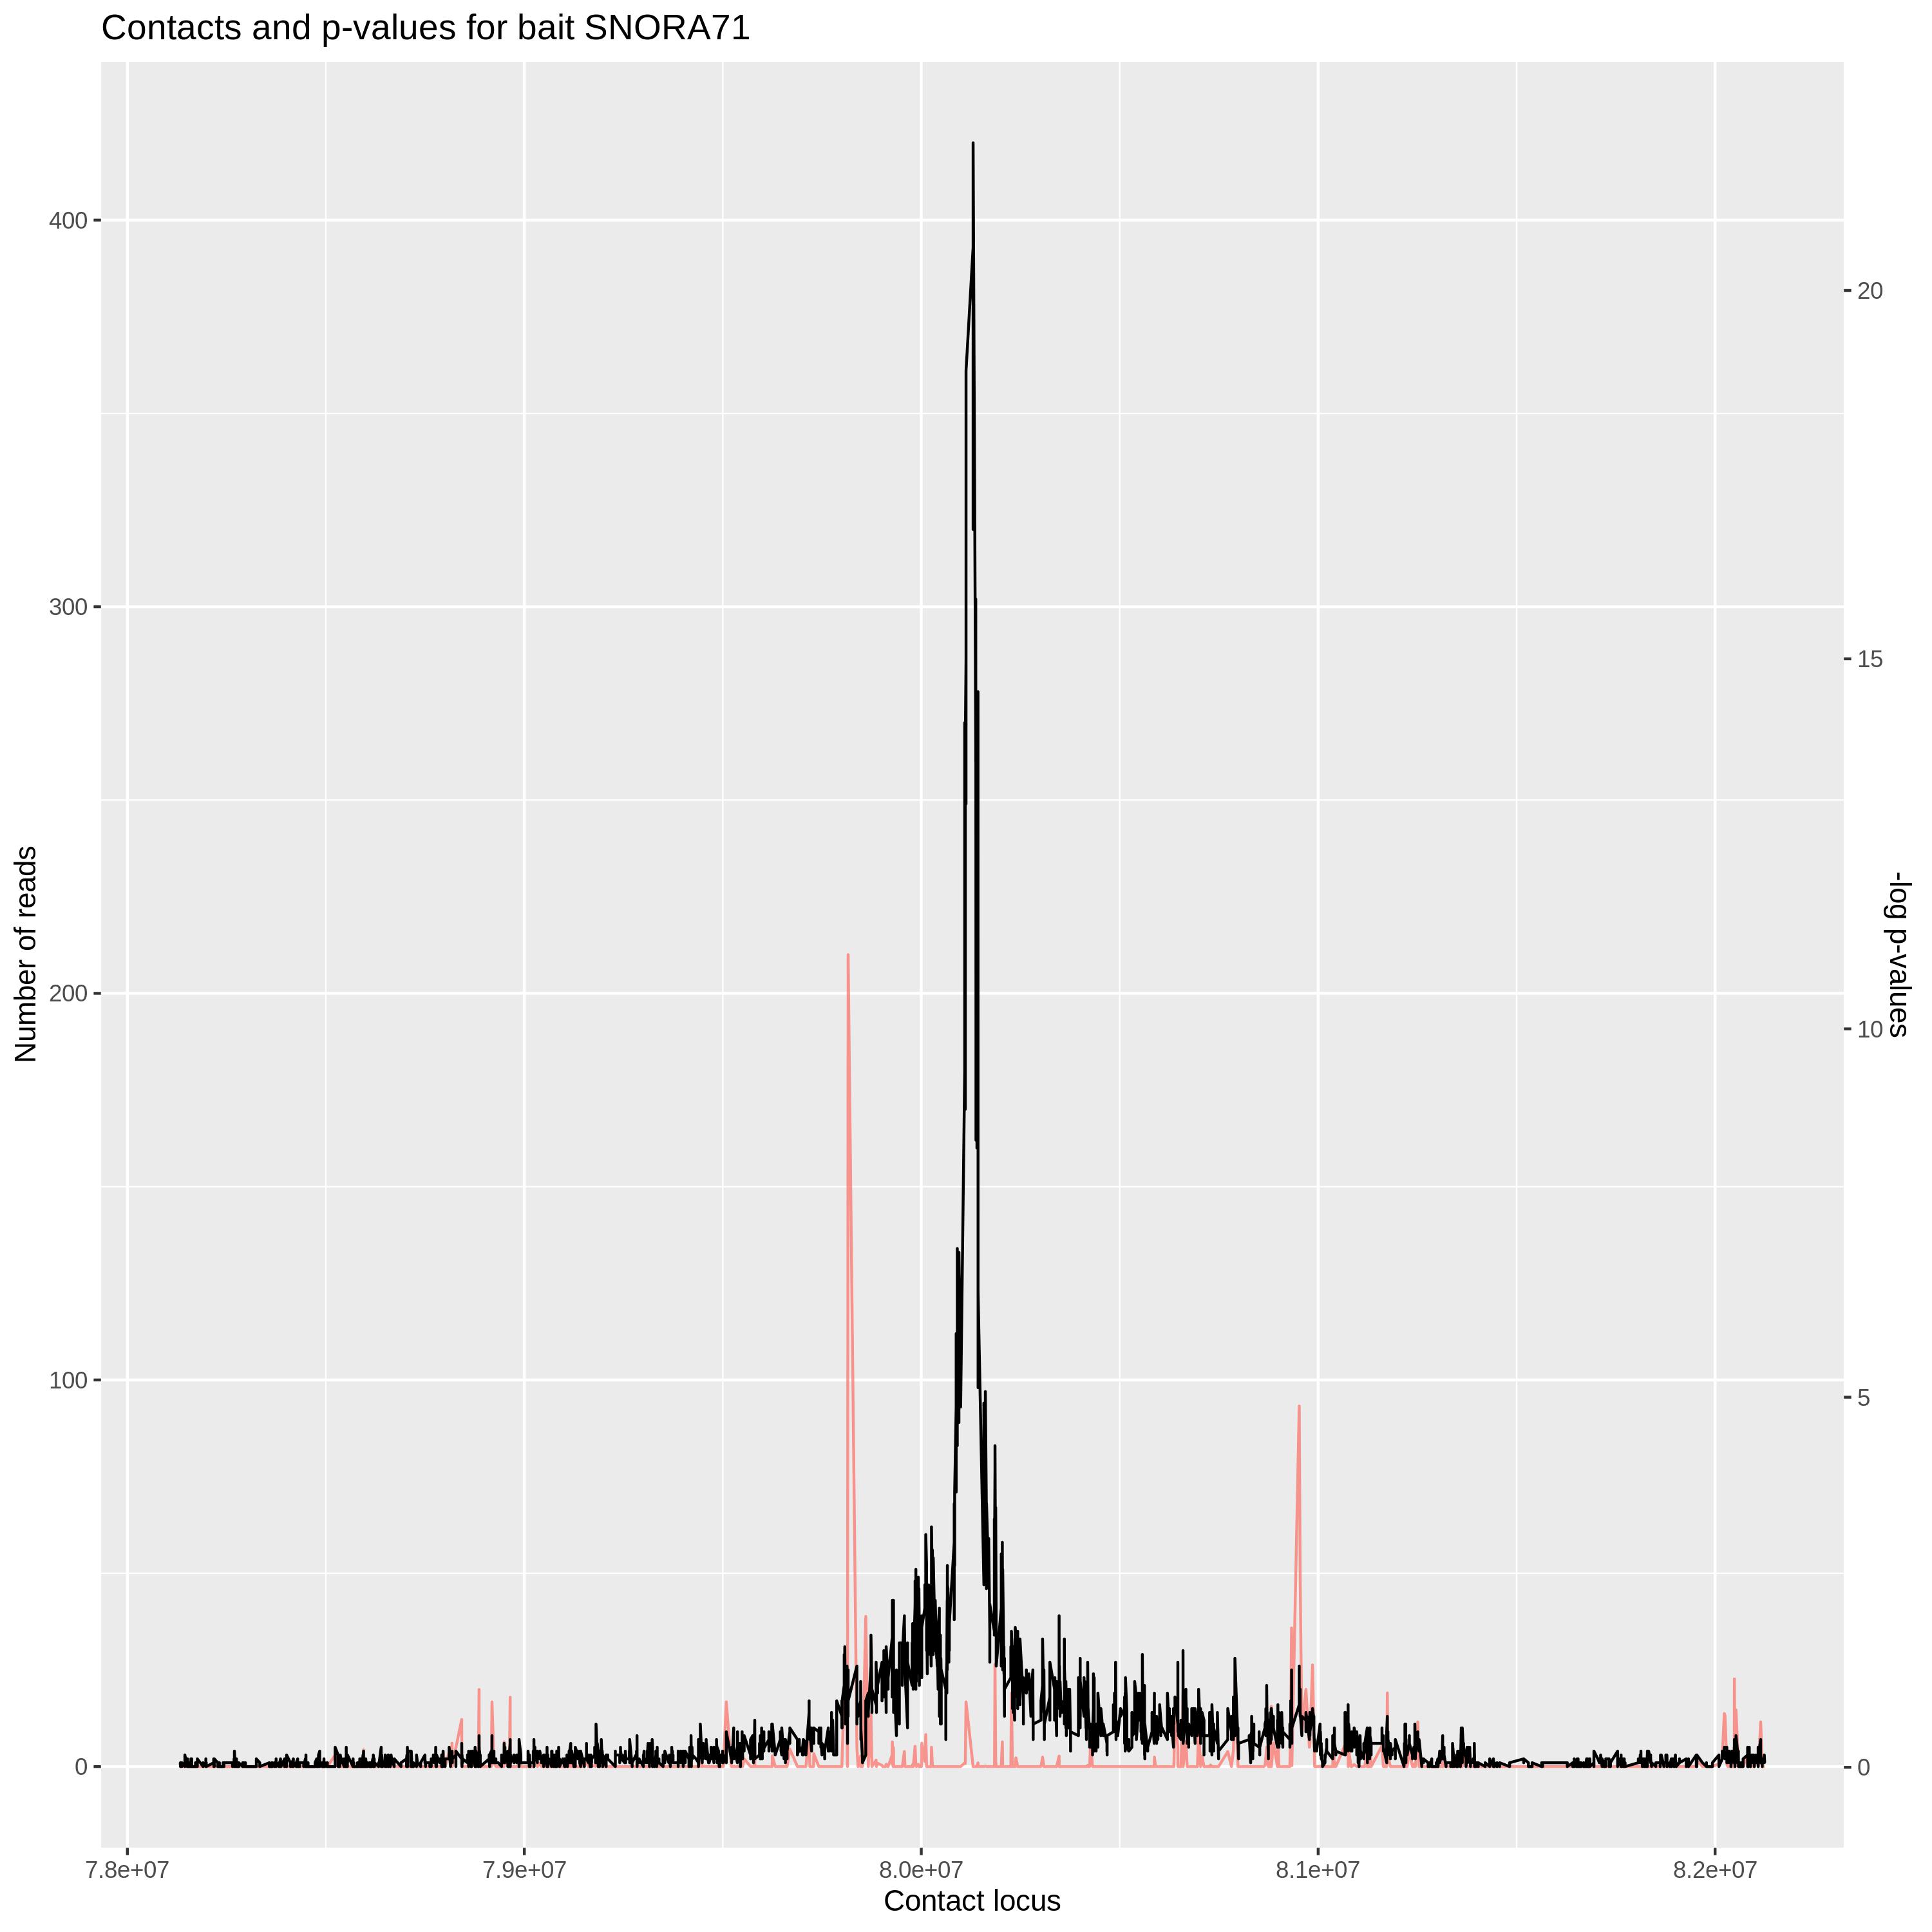 Contacts and p-values for bait SNORA71
400
300
200
100
0
Number of reads
20
15
10
5
0
-log p-values
7.8e+07 7.9e+07 8.0e+07 8.1e+07 8.2e+07
Contact locus